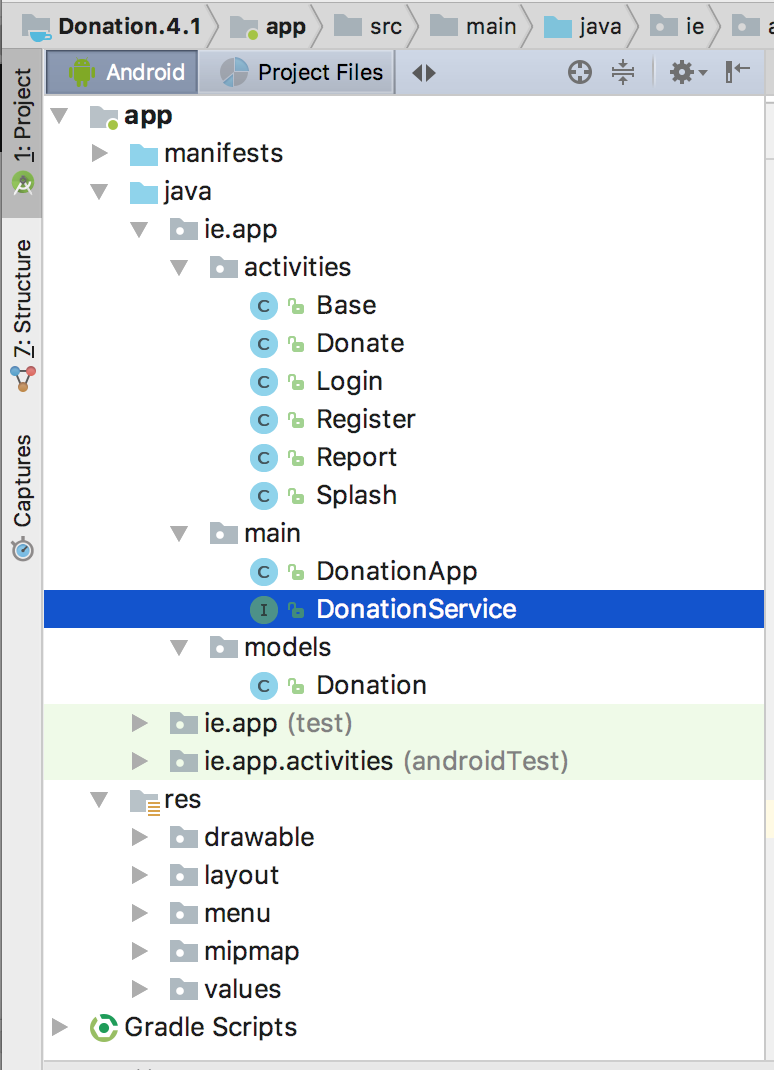 Donation.4.1 app src main java ie a
Android Project Files
1: Project
7: Structure
Captures
app
manifests
java
ie.app
activities
C Base
C Donate
C Login
C Register
C Report
C Splash
main
C DonationApp
I DonationService
models
C Donation
ie.app (test)
ie.app.activities (androidTest)
res
drawable
layout
menu
mipmap
values
Gradle Scripts